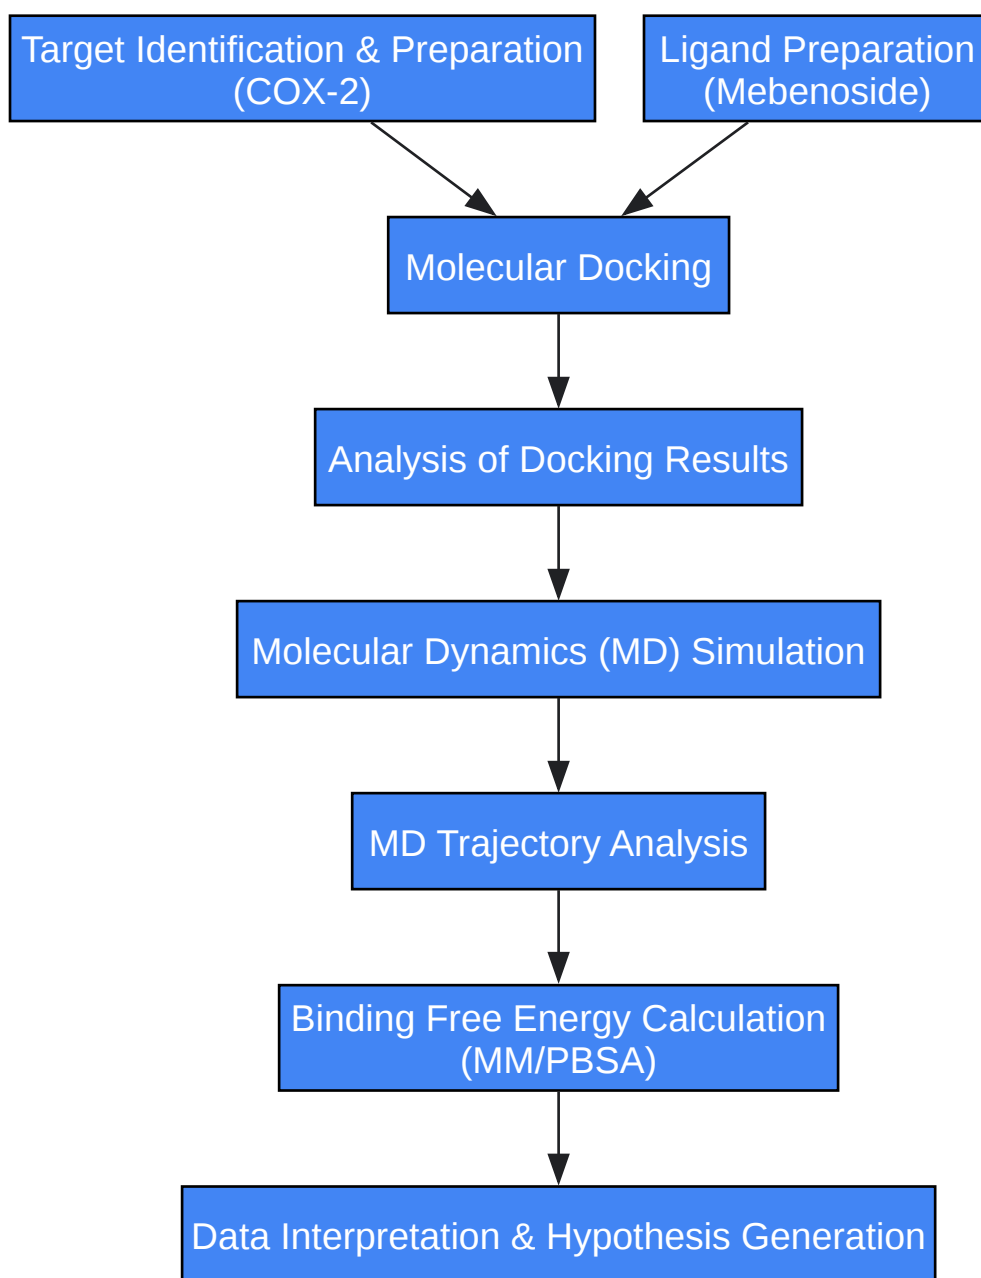 Target Identification & Preparation
(COX-2)
Ligand Preparation
(Mebenoside)
Molecular Docking
Analysis of Docking Results
Molecular Dynamics (MD) Simulation
MD Trajectory Analysis
Binding Free Energy Calculation
(MM/PBSA)
Data Interpretation & Hypothesis Generation